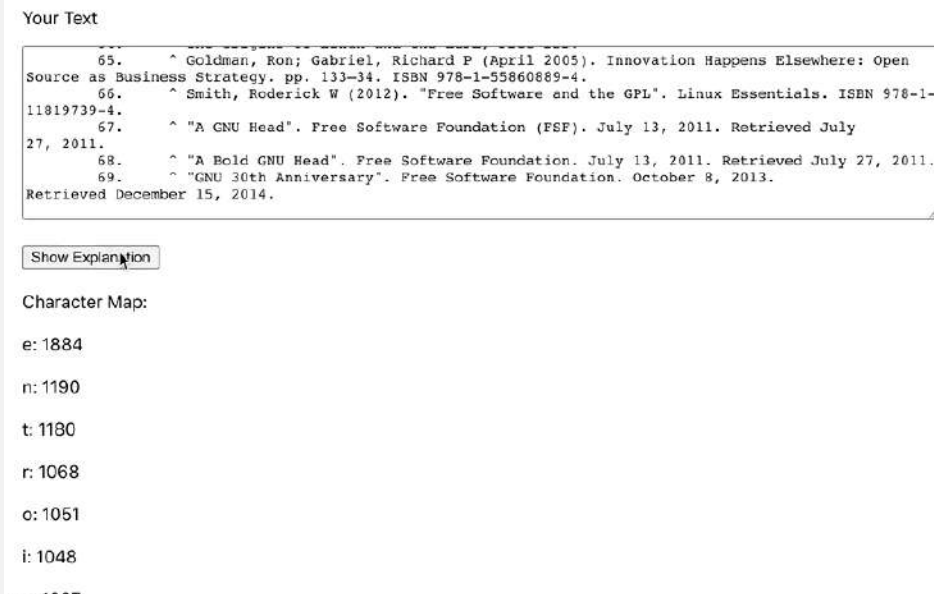 Your Text
65. ^ Goldman, Ron; Gabriel, Richard P (April 2005). Innovation Happens Elsewhere: Open
Source as Business Strategy. pp. 133–34. ISBN 978-1-55860889-4.
66. ^ Smith, Roderick W (2012). "Free Software and the GPL". Linux Essentials. ISBN 978-1-
11819739-4.
67. ^ "A GNU Head". Free Software Foundation (FSF). July 13, 2011. Retrieved July
27, 2011.
68. ^ "A Bold GNU Head". Free Software Foundation. July 13, 2011. Retrieved July 27, 2011.
69. ^ "GNU 30th Anniversary". Free Software Foundation. October 8, 2013.
Retrieved December 15, 2014.
Show Explanation
Character Map:
e: 1884
n: 1190
t: 1180
r: 1068
o: 1051
i: 1048